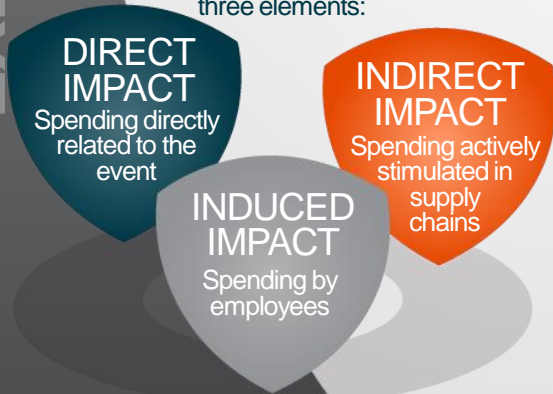 three elements:
DIRECT
IMPACT
Spending directly
related to the
event
INDIRECT
IMPACT
Spending actively
stimulated in
supply
chains
INDUCED
IMPACT
Spending by
employees